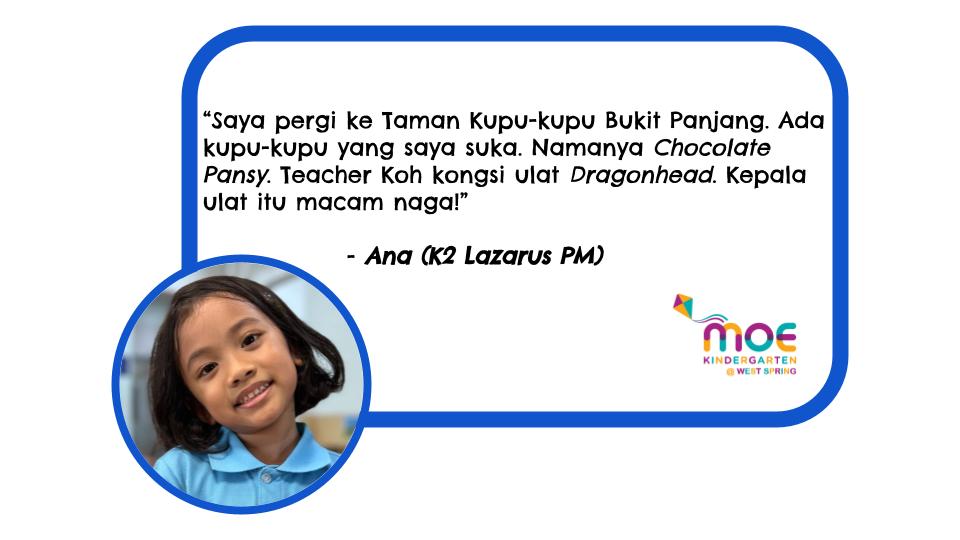 “Saya pergi ke Taman Kupu-kupu Bukit Panjang. Ada
kupu-kupu yang saya suka. Namanya Chocolate
Pansy. Teacher Koh kongsi ulat Dragonhead. Kepala
ulat itu macam naga!”
- Ana (K2 Lazarus PM)
moe
KINDERGARTEN
@ WEST SPRING